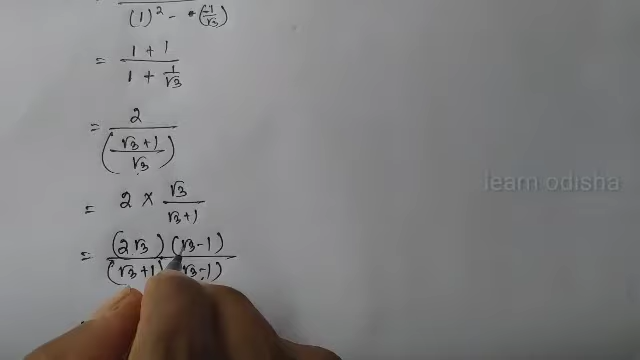 (1)² - (-1/√3)
= 1 + 1 / 1 + 1/√3
= 2 / (√3 + 1 / √3)
= 2 × √3 / √3 + 1
= (2√3) (√3 - 1) / (√3 + 1) √3 - 1)
learn odisha